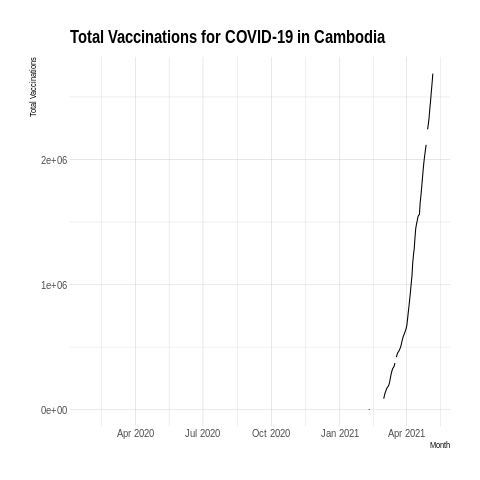 Total Vaccinations for COVID-19 in Cambodia
Total Vaccinations
2e+06
1e+06
0e+00
Apr 2020
Jul 2020
Oct 2020
Jan 2021
Apr 2021
Month